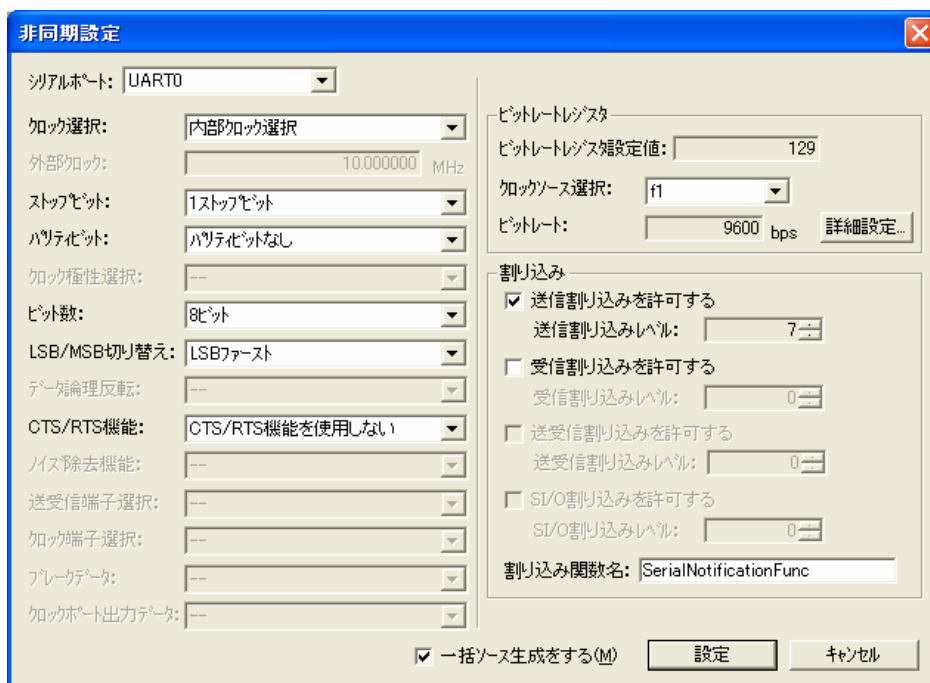 非同期設定
シリアルポート: UART0
クロック選択: 内部クロック選択
外部クロック: 10.000000 MHz
ストップビット: 1ストップビット
パリティビット: パリティビットなし
クロック極性選択: --
ビット数: 8ビット
LSB/MSB切り替え: LSBファースト
データ論理反転: --
CTS/RTS機能: CTS/RTS機能を使用しない
ノイズ除去機能: --
送受信端子選択: --
クロック端子選択: --
ブレークデータ: --
クロックポート出力データ: --
ビットレートレジスタ
ビットレートレジスタ設定値: 129
クロックソース選択: f1
ビットレート: 9600 bps 詳細設定...
割り込み
送信割り込みを許可する
送信割り込みレベル: 7
受信割り込みを許可する
受信割り込みレベル: 0
送受信割り込みを許可する
送受信割り込みレベル: 0
SI/O割り込みを許可する
SI/O割り込みレベル: 0
割り込み関数名: SerialNotificationFunc
一括ソース生成をする(M) 設定 キャンセル